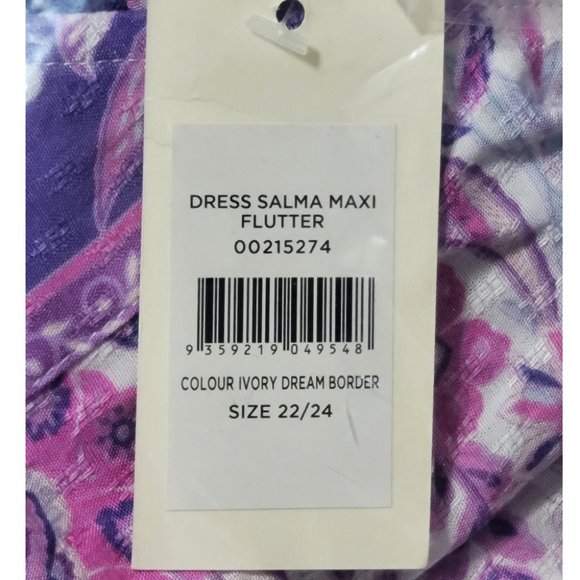 DRESS SALMA MAXI
FLUTTER
00215274
9 359219 049548
COLOUR IVORY DREAM BORDER
SIZE 22/24